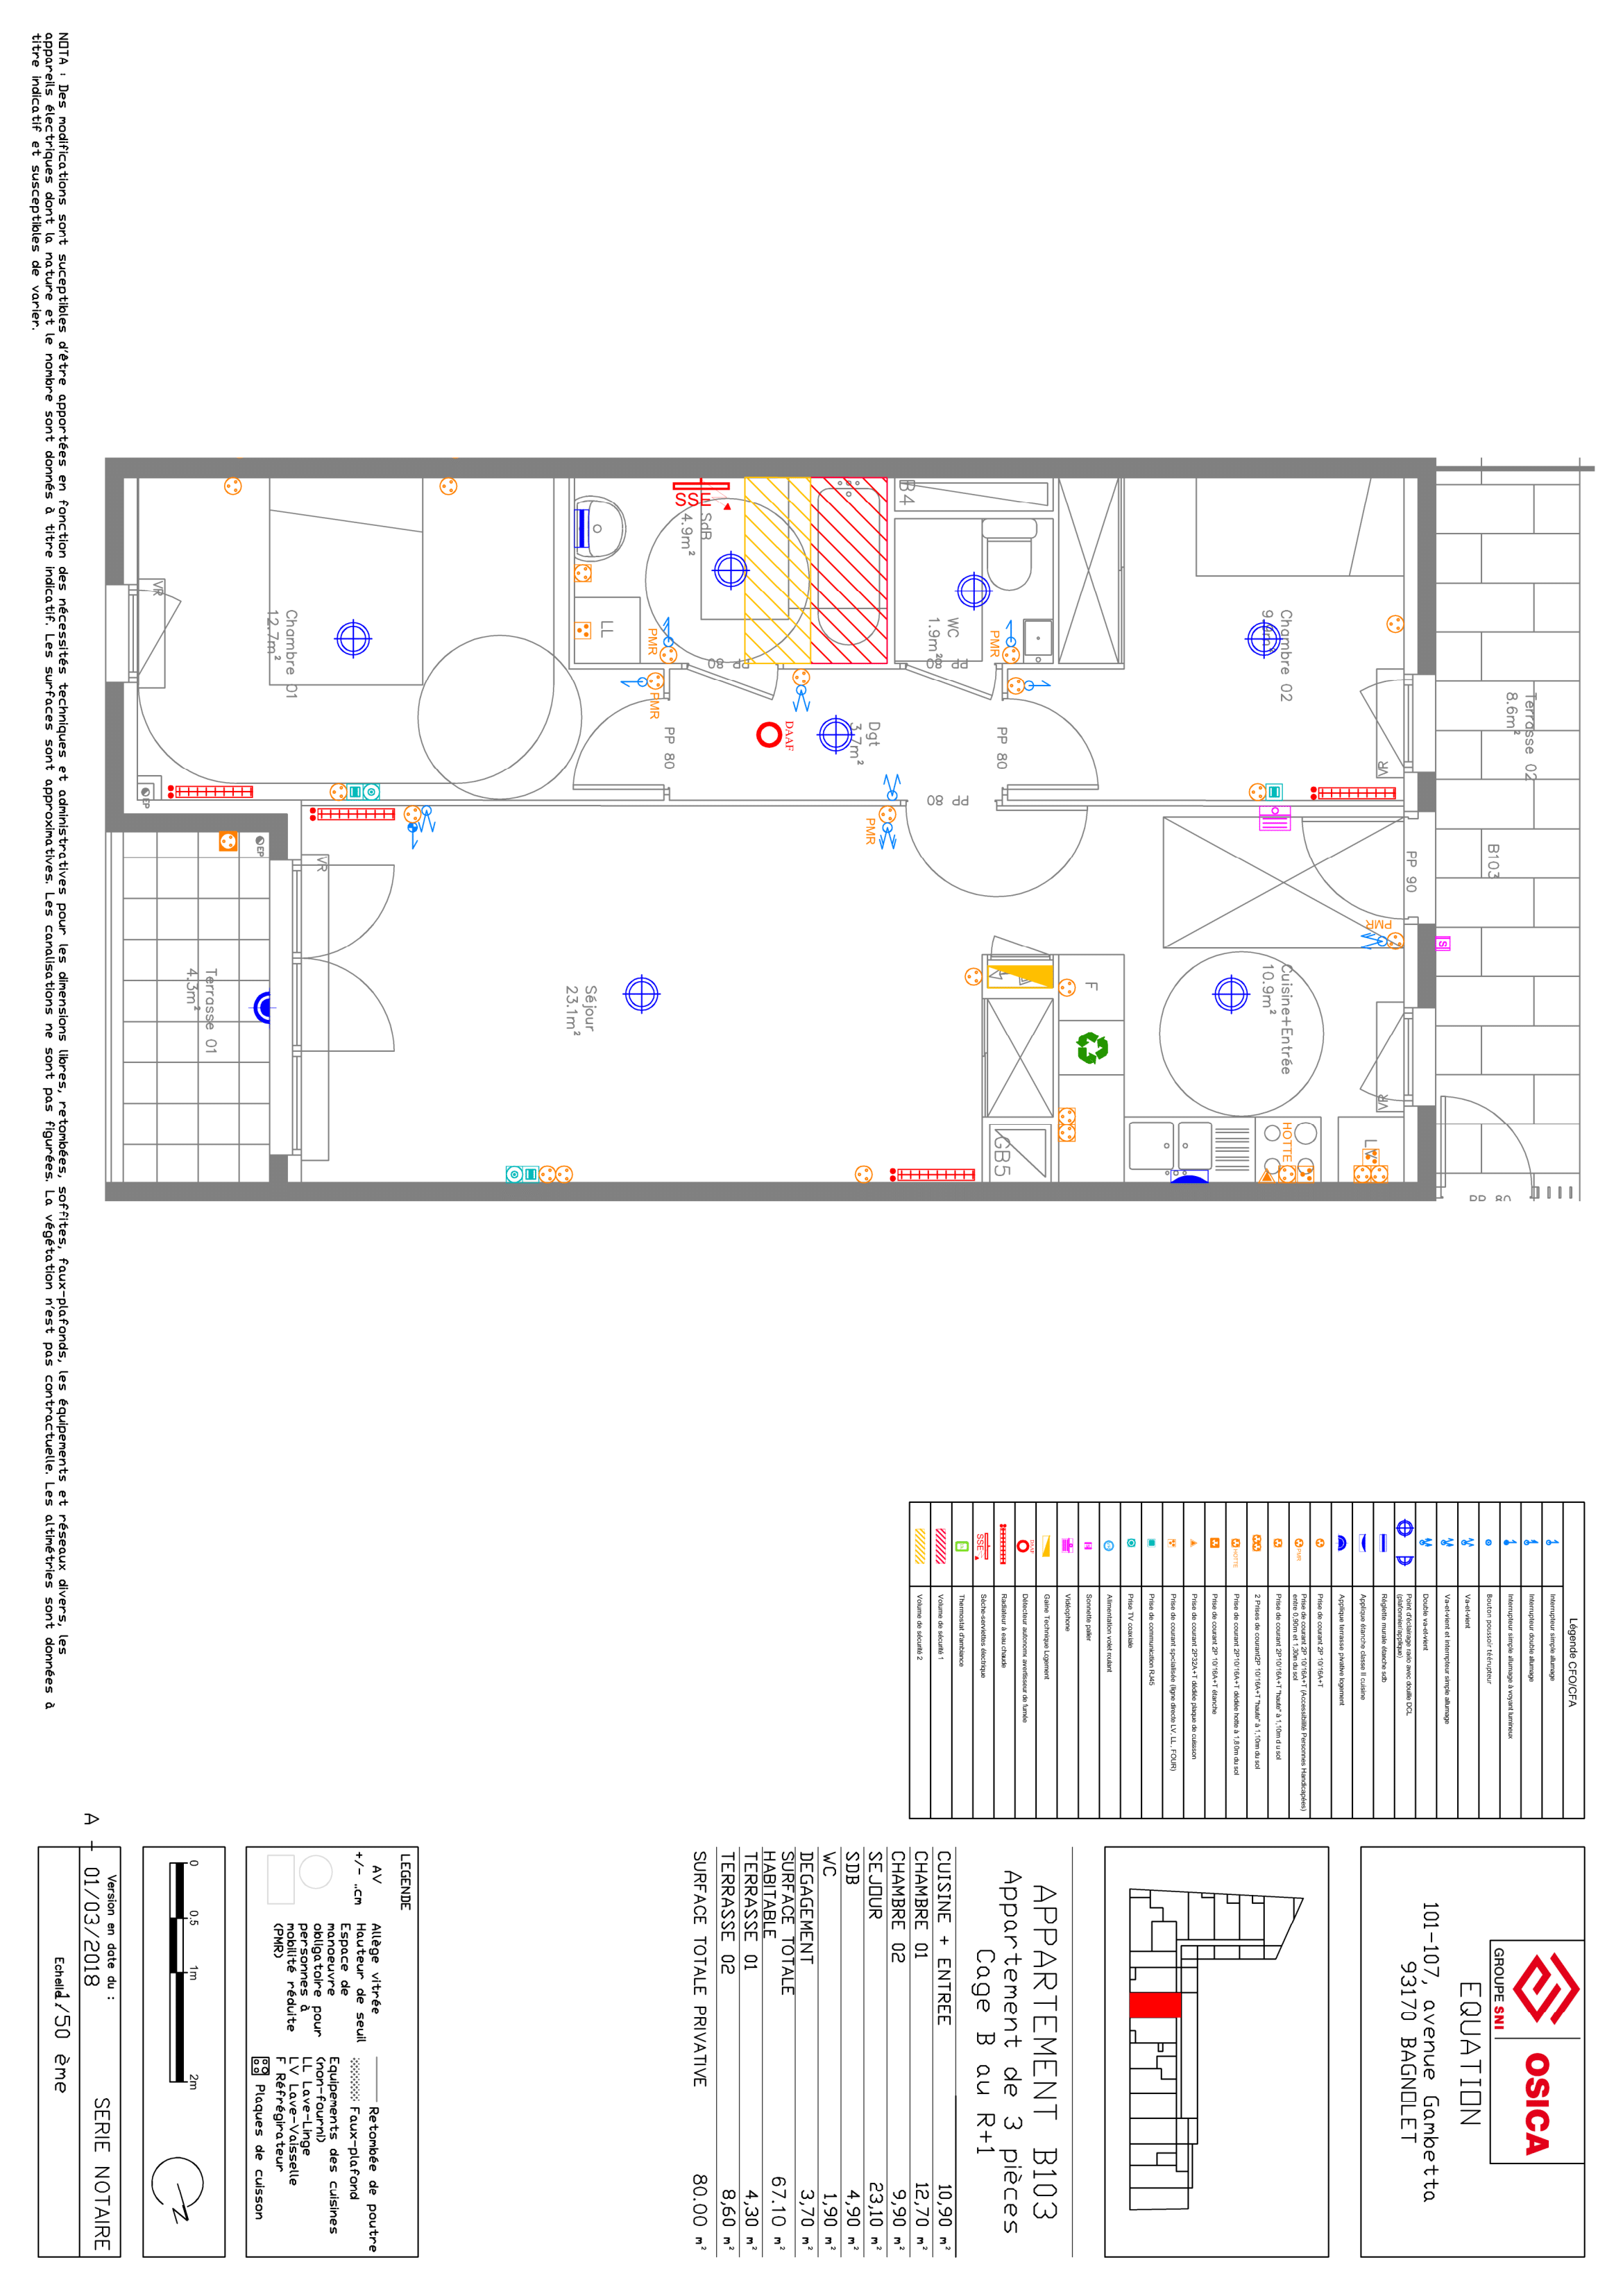 GROUPE SNI
OSICA
EQUATION
101-107, avenue Gambetta
93170 BAGNOLET
APPARTEMENT B103
Appartement de 3 pièces
Cage B au R+1
CUISINE + ENTREE 10,90 m²
CHAMBRE 01 12,70 m²
CHAMBRE 02 9,90 m²
SEJOUR 23,10 m²
SDB 4,90 m²
WC 1,90 m²
DEGAGEMENT 3,70 m²
SURFACE TOTALE
HABITABLE 67.10 m²
TERRASSE 01 4,30 m²
TERRASSE 02 8,60 m²
SURFACE TOTALE PRIVATIVE 80.00 m²
LEGENDE
AV Allège vitrée
+/- ..cm Hauteur de seuil
Espace de
manoeuvre
obligatoire pour
personnes à
mobilité réduite
(PMR)
Retombée de poutre
Faux-plafond
Equipements des cuisines
(non-fourni)
LL Lave-Linge
LV Lave-Vaisselle
F Réfrigirateur
Plaques de cuisson
0 0.5 1m 2m
N
A - Version en date du :
01/03/2018
SERIE NOTAIRE
Echelle
1/50 ème
Légende CFO/CFA
Interrupteur simple allumage
Interrupteur double allumage
Interrupteur simple allumage à voyant lumineux
Bouton poussoir télérupteur
Va-et-vient
Va-et-vient et interrupteur simple allumage
Double va-et-vient
Point d'éclairage radio avec douille DCL
(plafonnier/applique)
Réglette murale étanche sdb
Applique étanche classe II cuisine
Applique terrasse privative logement
Prise de courant 2P 10/16A+T
PMR
Prise de courant 2P 10/16A+T (Accessibilité Personnes Handicapées)
entre 0,90m et 1,30m du sol
Prise de courant 2P10/16A+T "haute" à 1,10m d u sol
2 Prises de courant2P 10/16A+T "haute" à 1,10m du sol
HOTTE
Prise de courant 2P10/16A+T dédiée hotte à 1,80m du sol
Prise de courant 2P 10/16A+T étanche
Prise de courant 2P32A+T dédiée plaque de cuisson
Prise de courant spécialisée (ligne directe LV, LL , FOUR)
Prise de communication RJ45
Prise TV coaxiale
Alimentation volet roulant
Sonnette palier
Vidéophone
Gaine Technique Logement
DAAF
Détecteur autonome avertisseur de fumée
Radiateur à eau chaude
SSE
Sèche-serviettes électrique
Thermostat d'ambiance
Volume de sécurité 1
Volume de sécurité 2
Terrasse 02
8.6m²
B103
PP 90
PMR
S
VR
VR
Chambre 02
Cuisine+Entrée
10.9m²
HOTTE
F
GB5
B4
WC
1.9m²
PMR
PP 80
PP 80
PP 80
Dgt
3.7m²
DAAF
PMR
SdB
4.9m²
SSE
LL
PMR
PP 80
PMR
PP 80
Séjour
23.1m²
Chambre 01
12.7m²
VR
EP
VR
EP
Terrasse 01
4.3m²
NOTA : Des modifications sont suceptibles d'être apportées en fonction des nécessités techniques et administratives pour les dimensions libres, retombées, soffites, faux-plafonds, les équipements et réseaux divers, les
appareils électriques dont la nature et le nombre sont donnés à titre indicatif. Les surfaces sont approximatives. Les canalisations ne sont pas figurées. La végétation n'est pas contractuelle. Les altimétries sont données à
titre indicatif et susceptibles de varier.